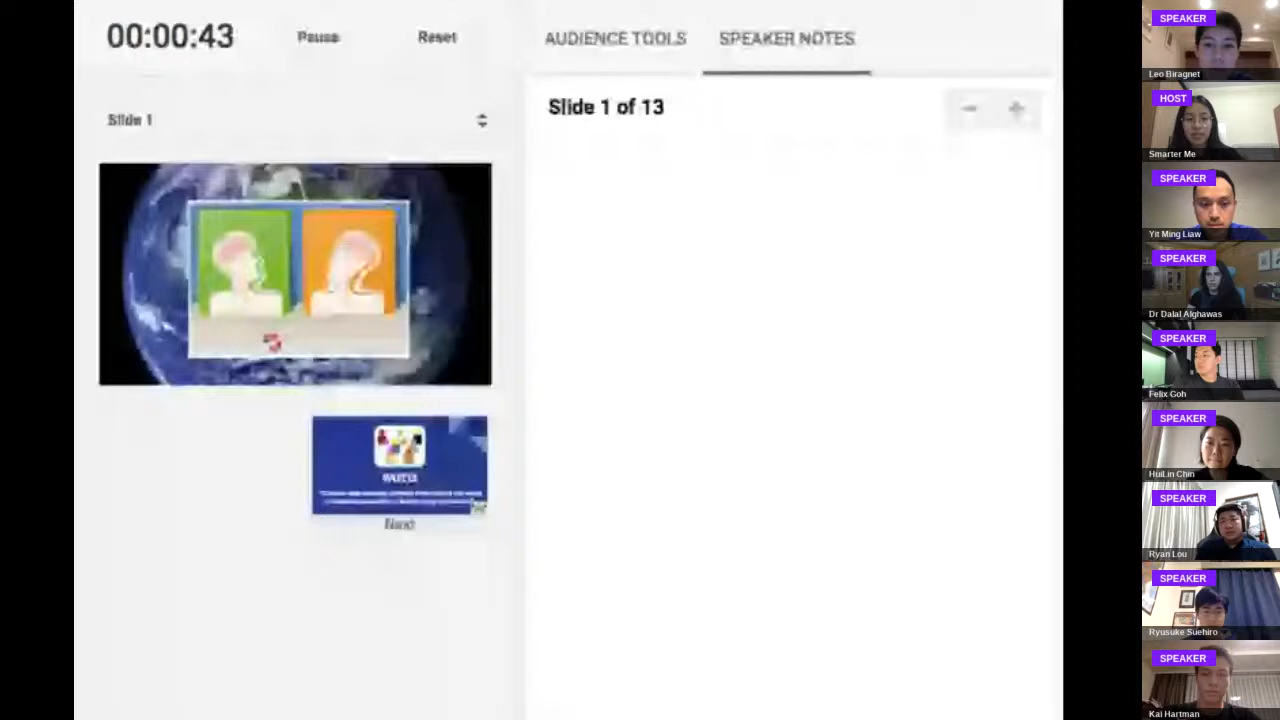 00:00:43
Pause
Reset
AUDIENCE TOOLS
SPEAKER NOTES
Slide 1 of 13
Slide 1
Next
SPEAKER
Leo Biragnet
HOST
Smarter Me
SPEAKER
Yit Ming Liaw
SPEAKER
Dr Dalal Alghawas
SPEAKER
Felix Goh
SPEAKER
HuiLin Chin
SPEAKER
Ryan Lou
SPEAKER
Ryusuke Suehiro
SPEAKER
Kai Hartman